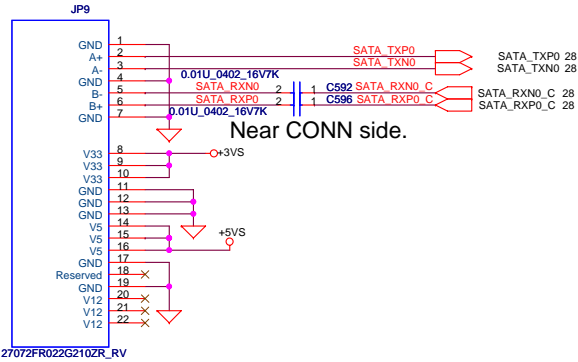 JP9
GND 1
A+ 2 SATA_TXP0 SATA_TXP0 28
A- 3 SATA_TXN0 SATA_TXN0 28
GND 4 0.01U_0402_16V7K
B- 5 SATA_RXN0 2 1 C592 SATA_RXN0_C SATA_RXN0_C 28
B+ 6 SATA_RXP0 2 1 C596 SATA_RXP0_C SATA_RXP0_C 28
GND 7 0.01U_0402_16V7K
Near CONN side.
V33 8 +3VS
V33 9
V33 10
GND 11
GND 12
GND 13
V5 14 +5VS
V5 15
V5 16
GND 17
Reserved 18
GND 19
V12 20
V12 21
V12 22
27072FR022G210ZR_RV